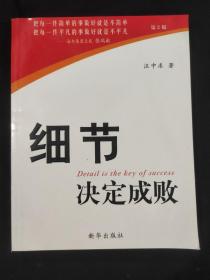 把每一件简单的事做好就是不简单
把每一件平凡的事做好就是不平凡
第2版
汪中求 著
细节
Detail is the key of success
决定成败
新华出版社